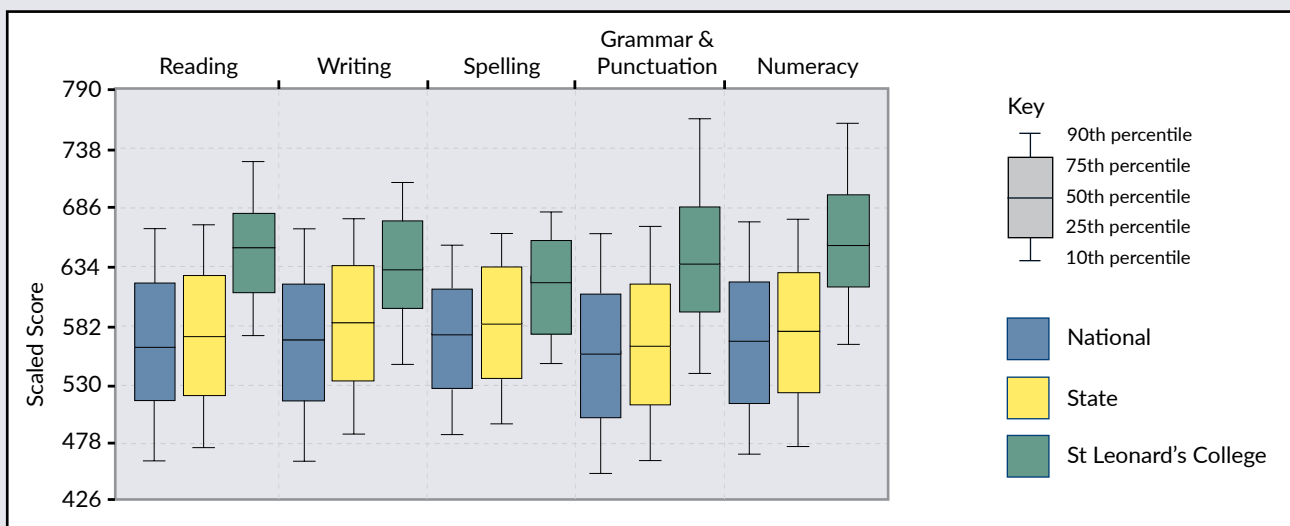 Grammar &
Reading Writing Spelling Punctuation Numeracy
790
738
686
634
582
530
478
426
Scaled Score
Key
90th percentile
75th percentile
50th percentile
25th percentile
10th percentile
National
State
St Leonard's College